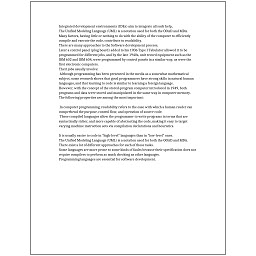 Integrated development environments (IDEs) aim to integrate all such help.
The Unified Modeling Language (UML) is a notation used for both the OOAD and MDA.
Many factors, having little or nothing to do with the ability of the computer to efficiently compile and execute the code, contribute to readability.
There are many approaches to the Software development process.
Later a control panel (plug board) added to his 1906 Type I Tabulator allowed it to be programmed for different jobs, and by the late 1940s, unit record equipment such as the IBM 602 and IBM 604, were programmed by control panels in a similar way, as were the first electronic computers.
Their jobs usually involve:
Although programming has been presented in the media as a somewhat mathematical subject, some research shows that good programmers have strong skills in natural human languages, and that learning to code is similar to learning a foreign language.
However, with the concept of the stored-program computer introduced in 1949, both programs and data were stored and manipulated in the same way in computer memory.
The following properties are among the most important:

In computer programming, readability refers to the ease with which a human reader can comprehend the purpose, control flow, and operation of source code.
These compiled languages allow the programmer to write programs in terms that are syntactically richer, and more capable of abstracting the code, making it easy to target varying machine instruction sets via compilation declarations and heuristics.

It is usually easier to code in "high-level" languages than in "low-level" ones.
The Unified Modeling Language (UML) is a notation used for both the OOAD and MDA.
There exist a lot of different approaches for each of those tasks.
Some languages are more prone to some kinds of faults because their specification does not require compilers to perform as much checking as other languages.
Programming languages are essential for software development.